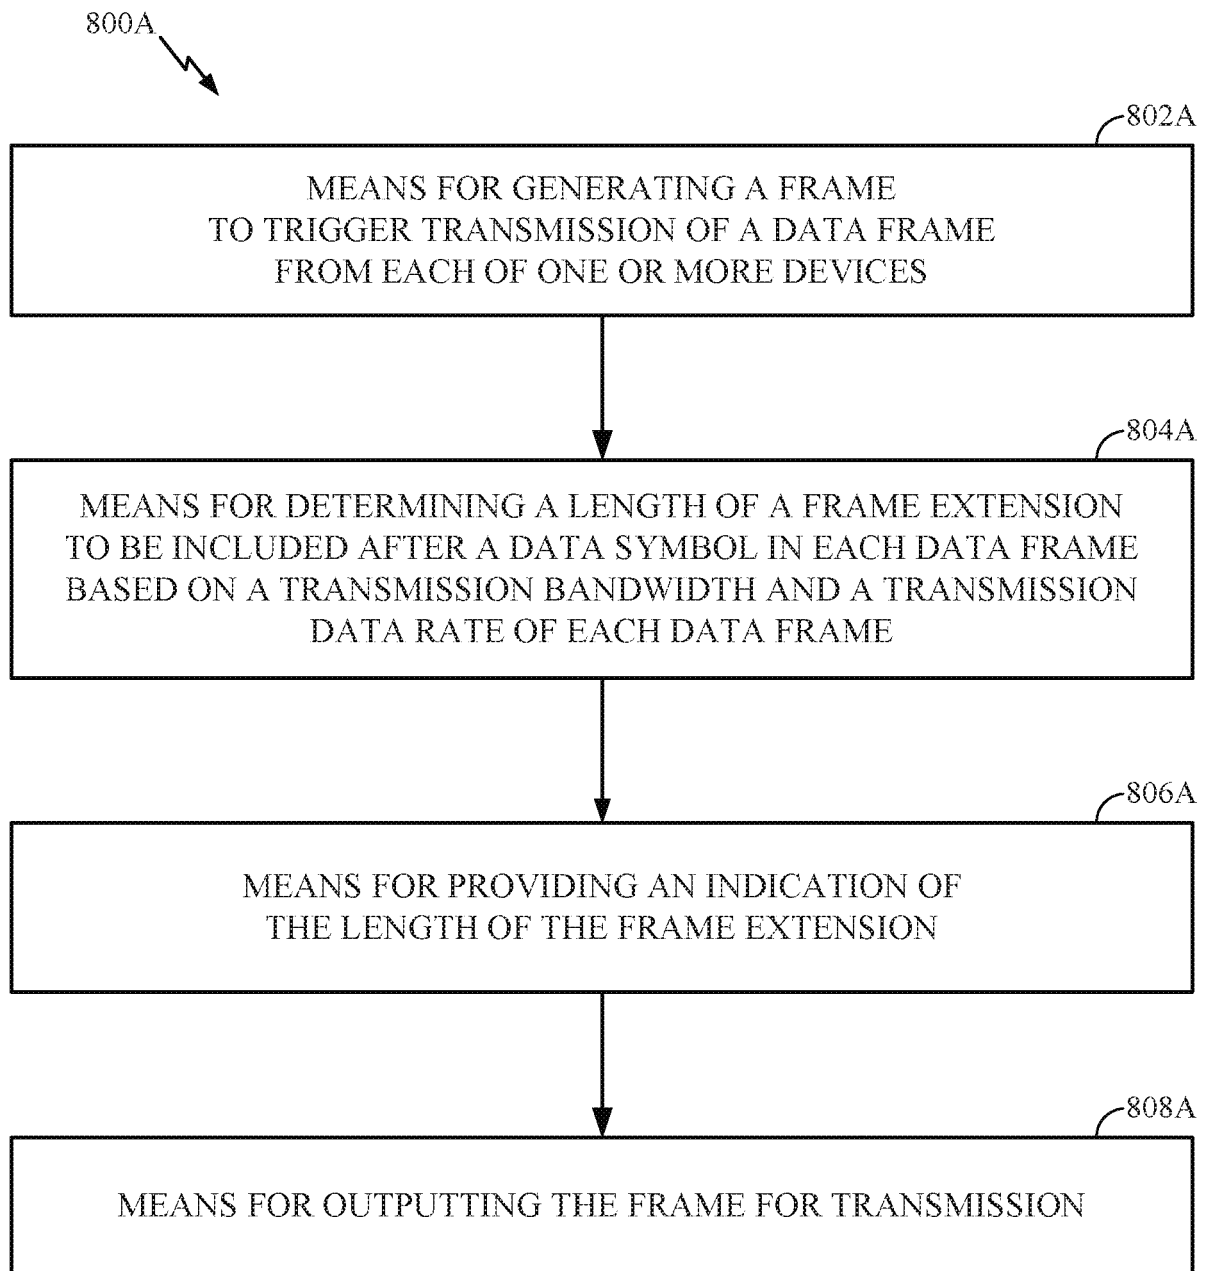 800A
802A
MEANS FOR GENERATING A FRAME
TO TRIGGER TRANSMISSION OF A DATA FRAME
FROM EACH OF ONE OR MORE DEVICES
804A
MEANS FOR DETERMINING A LENGTH OF A FRAME EXTENSION
TO BE INCLUDED AFTER A DATA SYMBOL IN EACH DATA FRAME
BASED ON A TRANSMISSION BANDWIDTH AND A TRANSMISSION
DATA RATE OF EACH DATA FRAME
806A
MEANS FOR PROVIDING AN INDICATION OF
THE LENGTH OF THE FRAME EXTENSION
808A
MEANS FOR OUTPUTTING THE FRAME FOR TRANSMISSION